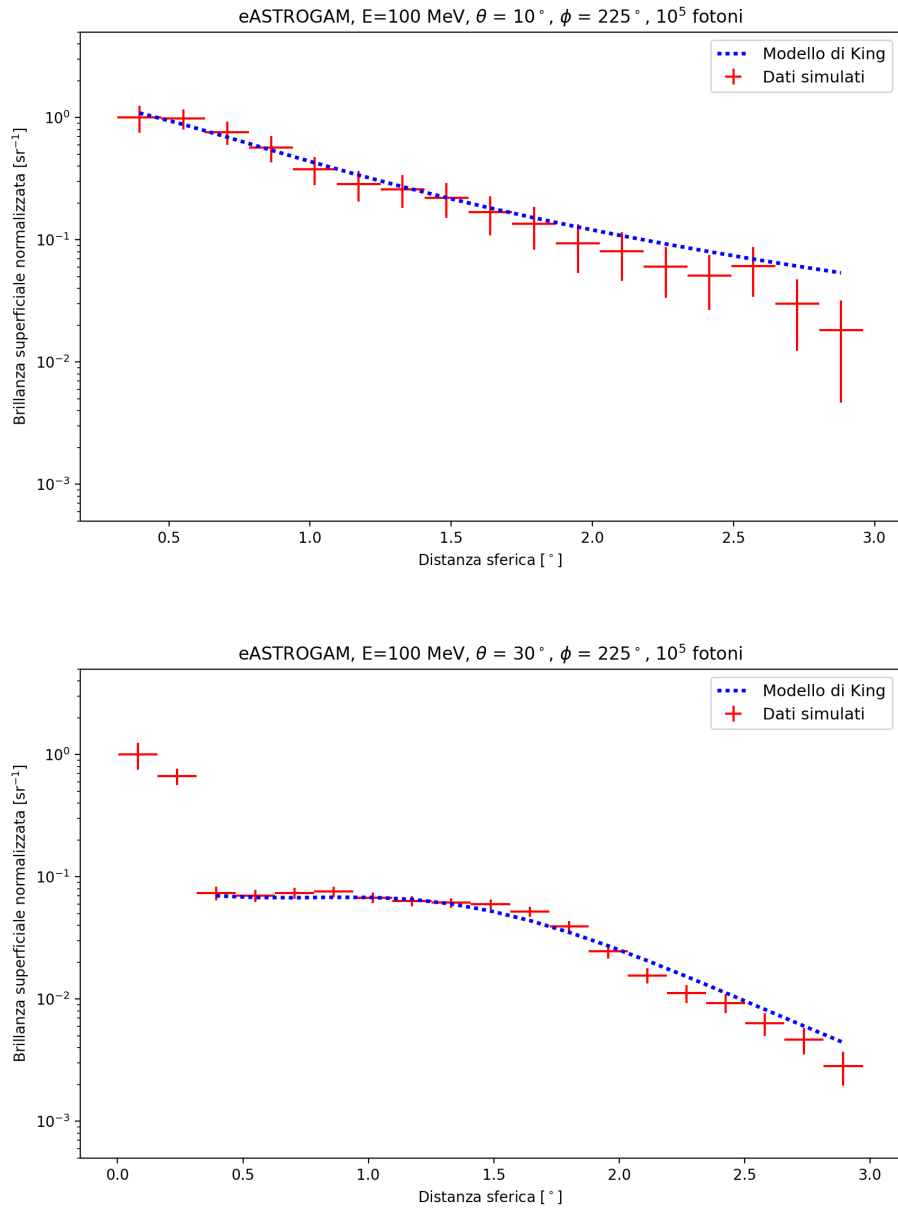 eASTROGAM, E=100 MeV, θ = 10°, ϕ = 225°, 10⁵ fotoni
Modello di King
Dati simulati
Brillanza superficiale normalizzata [sr⁻¹]
10⁰
10⁻¹
10⁻²
10⁻³
0.5 1.0 1.5 2.0 2.5 3.0
Distanza sferica [°]
eASTROGAM, E=100 MeV, θ = 30°, ϕ = 225°, 10⁵ fotoni
Modello di King
Dati simulati
Brillanza superficiale normalizzata [sr⁻¹]
10⁰
10⁻¹
10⁻²
10⁻³
0.0 0.5 1.0 1.5 2.0 2.5 3.0
Distanza sferica [°]